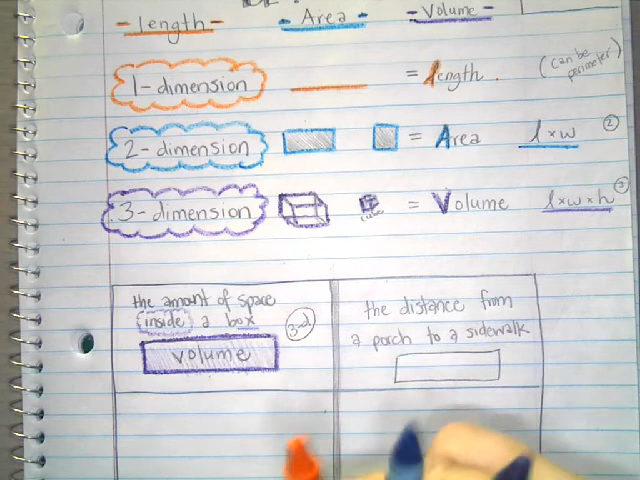 - length - - Area - - Volume -
1-dimension = length. (can be perimeter)
2-dimension = Area l x w (2)
3-dimension cube = Volume l x w x h (3)
the amount of space
inside a box 3-d
volume
the distance from
a porch to a sidewalk